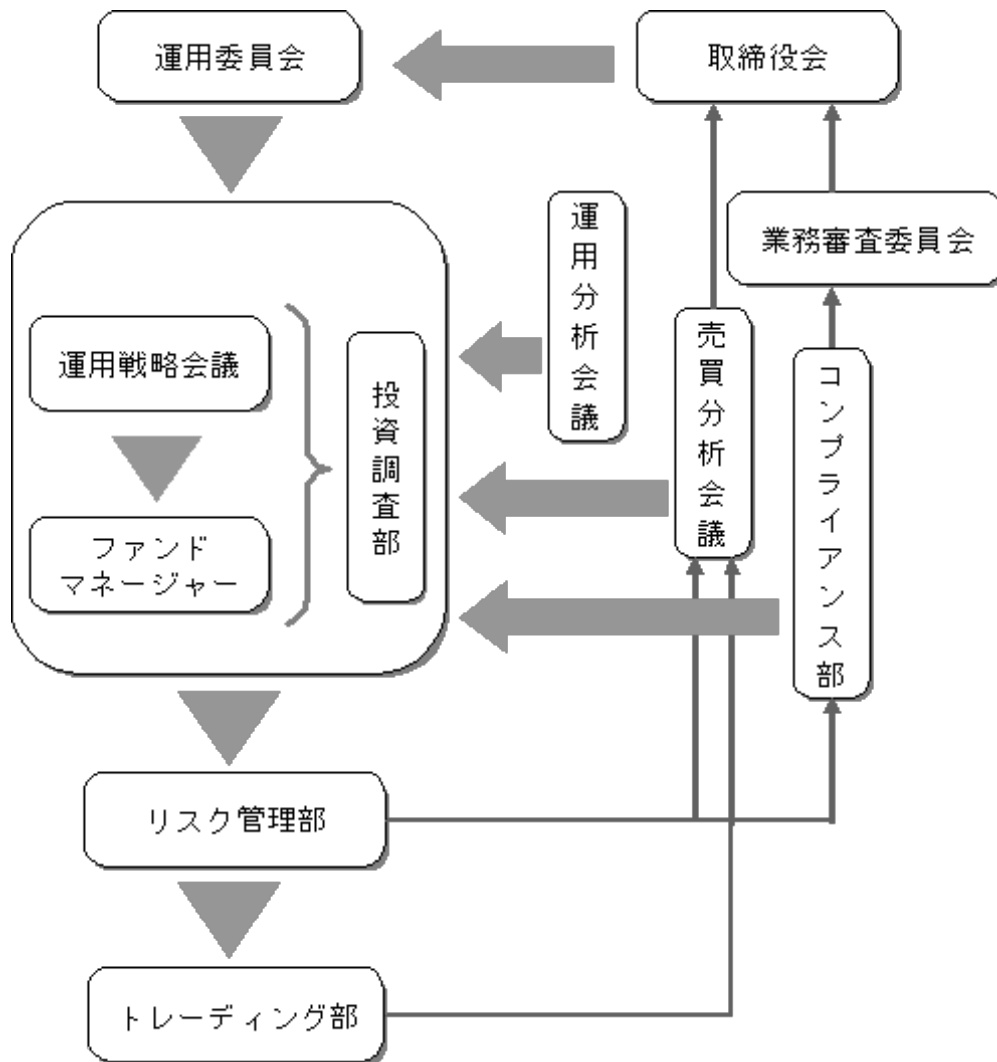 運用委員会
取締役会
運用分析会議
業務審査委員会
売買分析会議
運用戦略会議
投資調査部
コンプライアンス部
ファンド
マネージャー
リスク管理部
トレーディング部